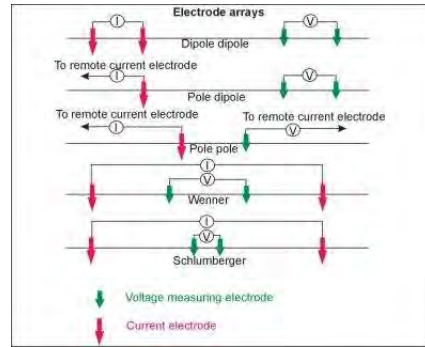 Electrode arrays
I
V
Dipole dipole
To remote current electrode
I
V
Pole dipole
To remote current electrode
To remote current electrode
I
V
Pole pole
I
V
Wenner
I
V
Schlumberger
Voltage measuring electrode
Current electrode